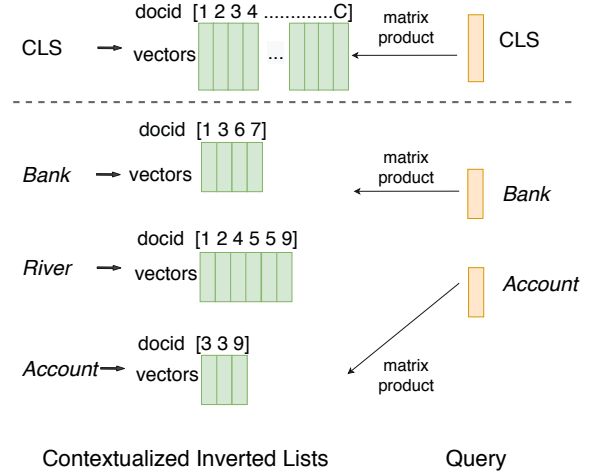 docid [1 2 3 4 .............C]
CLS
vectors
...
matrix
product
CLS
docid [1 3 6 7]
Bank
vectors
matrix
product
Bank
docid [1 2 4 5 5 9]
River
vectors
Account
docid [3 3 9]
Account
vectors
matrix
product
Contextualized Inverted Lists
Query